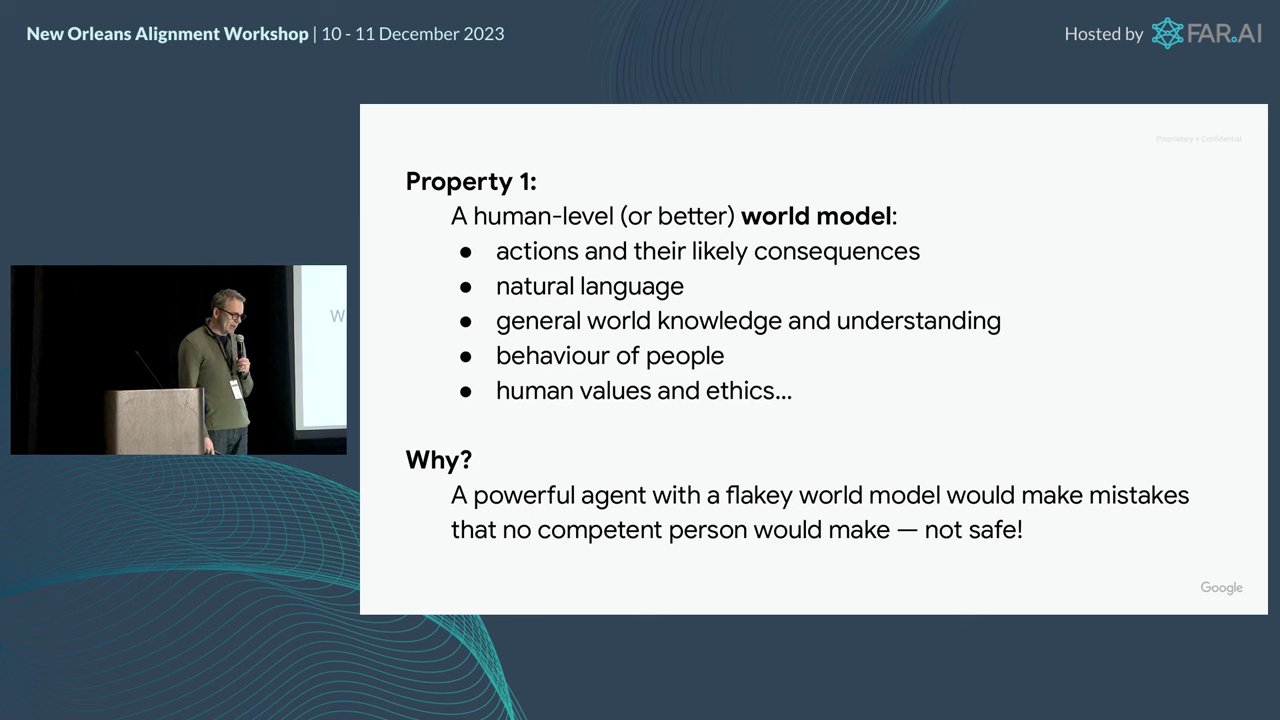 New Orleans Alignment Workshop | 10 - 11 December 2023
Hosted by FAR.AI
Proprietary + Confidential
Property 1:
A human-level (or better) world model:
● actions and their likely consequences
● natural language
● general world knowledge and understanding
● behaviour of people
● human values and ethics...
W
Why?
A powerful agent with a flakey world model would make mistakes
that no competent person would make — not safe!
Google